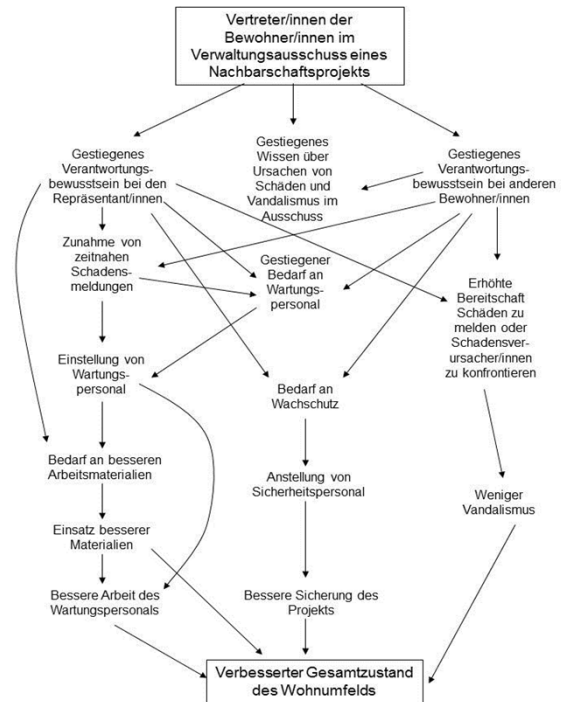 Vertreter/innen der
Bewohner/innen im
Verwaltungsausschuss eines
Nachbarschaftsprojekts
Gestiegenes
Verantwortungs-
bewusstsein bei den
Repräsentant/innen
Gestiegenes
Wissen über
Ursachen von
Schäden und
Vandalismus im
Ausschuss
Gestiegenes
Verantwortungs-
bewusstsein bei anderen
Bewohner/innen
Zunahme von
zeitnahen
Schadens-
meldungen
Gestiegener
Bedarf an
Wartungs-
personal
Erhöhte
Bereitschaft
Schäden zu
melden oder
Schadensver-
ursacher/innen
zu konfrontieren
Einstellung von
Wartungs-
personal
Bedarf an
Wachschutz
Bedarf an besseren
Arbeitsmaterialien
Anstellung von
Sicherheitspersonal
Weniger
Vandalismus
Einsatz besserer
Materialien
Bessere Arbeit des
Wartungspersonals
Bessere Sicherung des
Projekts
Verbesserter Gesamtzustand
des Wohnumfelds